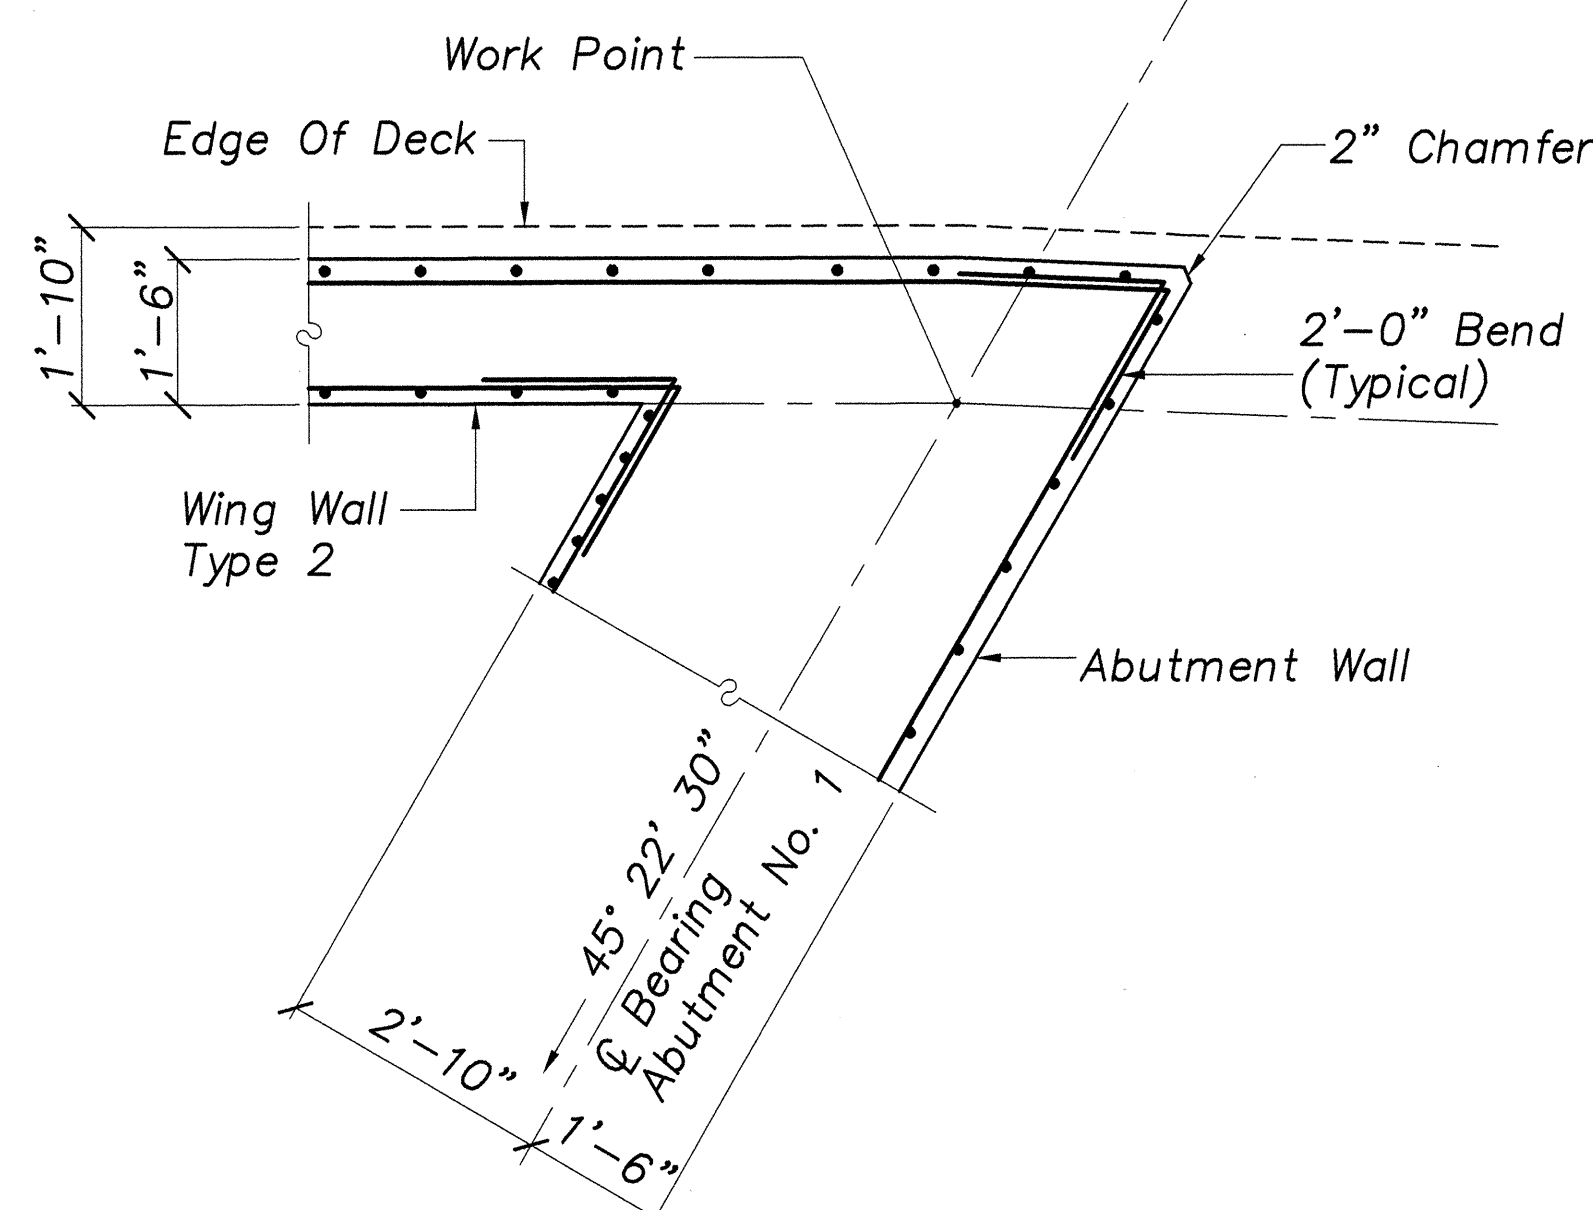 Work Point
Edge Of Deck
2” Chamfer
1'-10”
1'-6”
2'-0” Bend
(Typical)
Wing Wall
Type 2
Abutment Wall
45° 22' 30”
℄ Bearing
Abutment No. 1
2'-10”
1'-6”